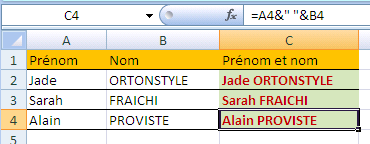 C4 fx =A4&" "&B4
A B C
1 Prénom Nom Prénom et nom
2 Jade ORTONSTYLE Jade ORTONSTYLE
3 Sarah FRAICHI Sarah FRAICHI
4 Alain PROVISTE Alain PROVISTE
5